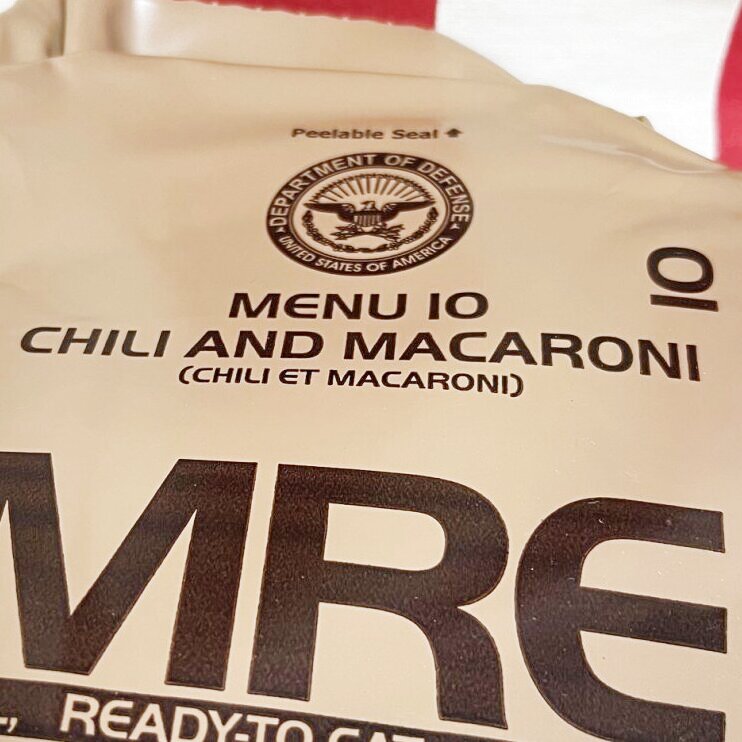 Peelable Seal
DEPARTMENT OF DEFENSE
UNITED STATES OF AMERICA
10
MENU 10
CHILI AND MACARONI
(CHILI ET MACARONI)
MRE
READY-TO EAT